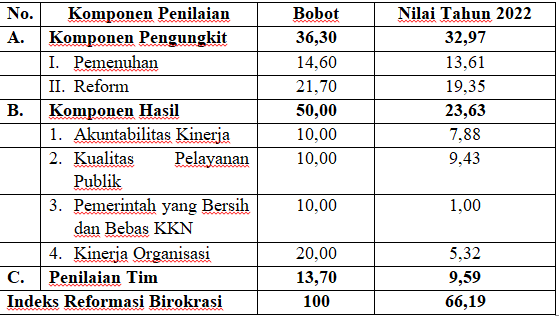 No. Komponen Penilaian Bobot Nilai Tahun 2022
A. Komponen Pengungkit 36,30 32,97
I. Pemenuhan 14,60 13,61
II. Reform 21,70 19,35
B. Komponen Hasil 50,00 23,63
1. Akuntabilitas Kinerja 10,00 7,88
2. Kualitas Pelayanan 10,00 9,43
Publik
3. Pemerintah yang Bersih 10,00 1,00
dan Bebas KKN
4. Kinerja Organisasi 20,00 5,32
C. Penilaian Tim 13,70 9,59
Indeks Reformasi Birokrasi 100 66,19